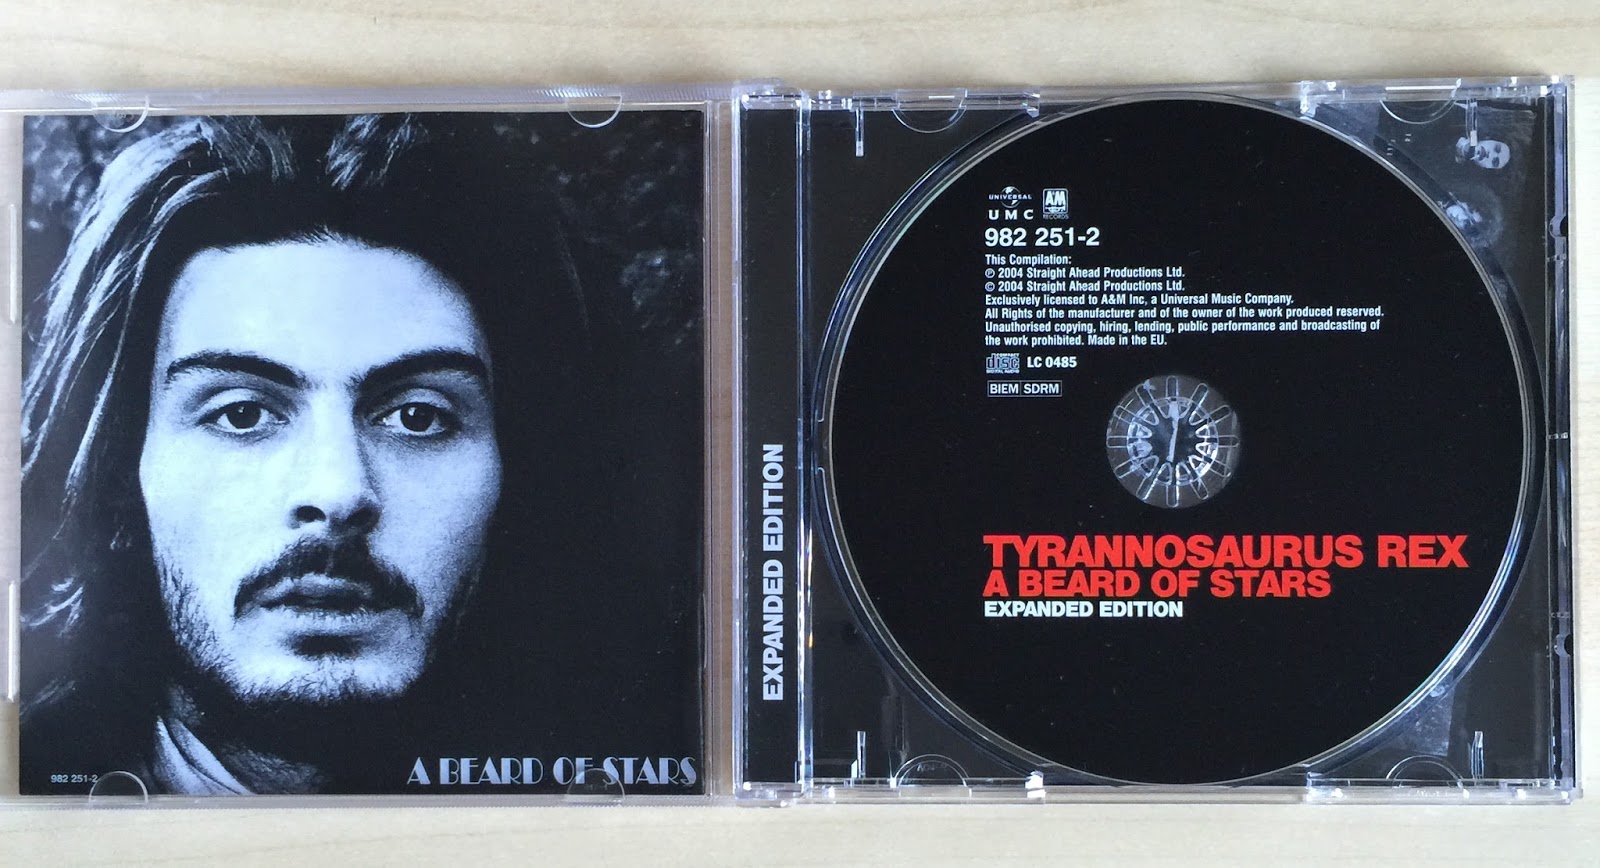 982 251-2
A BEARD OF STARS
EXPANDED EDITION
UNIVERSAL
UMC
A&M
RECORDS
982 251-2
This Compilation:
℗ 2004 Straight Ahead Productions Ltd.
© 2004 Straight Ahead Productions Ltd.
Exclusively licensed to A&M Inc, a Universal Music Company.
All Rights of the manufacturer and of the owner of the work produced reserved.
Unauthorised copying, hiring, lending, public performance and broadcasting of
the work prohibited. Made in the EU.
COMPACT
disc
DIGITAL AUDIO
LC 0485
BIEM SDRM
TYRANNOSAURUS REX
A BEARD OF STARS
EXPANDED EDITION